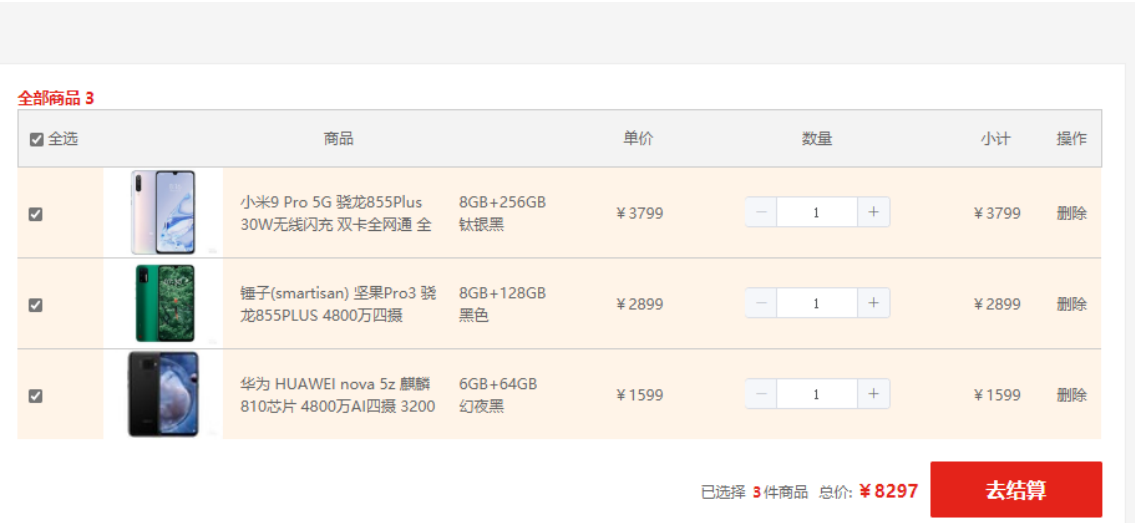 全部商品 3
全选 商品 单价 数量 小计 操作
小米9 Pro 5G 骁龙855Plus 8GB+256GB
30W无线闪充 双卡全网通 全 钛银黑
¥3799 － 1 + ¥3799 删除
锤子(smartisan) 坚果Pro3 骁 8GB+128GB
龙855PLUS 4800万四摄 黑色
¥2899 － 1 + ¥2899 删除
华为 HUAWEI nova 5z 麒麟 6GB+64GB
810芯片 4800万AI四摄 3200 幻夜黑
¥1599 － 1 + ¥1599 删除
已选择 3件商品 总价: ¥8297 去结算